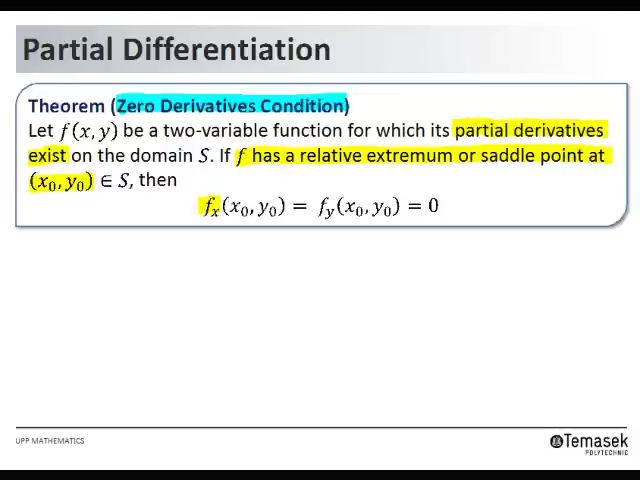 Partial Differentiation
Theorem (Zero Derivatives Condition)
Let f(x, y) be a two-variable function for which its partial derivatives
exist on the domain S. If f has a relative extremum or saddle point at
(x₀, y₀) ∈ S, then
fₓ(x₀, y₀) = f_y(x₀, y₀) = 0
UPP MATHEMATICS
Temasek
POLYTECHNIC